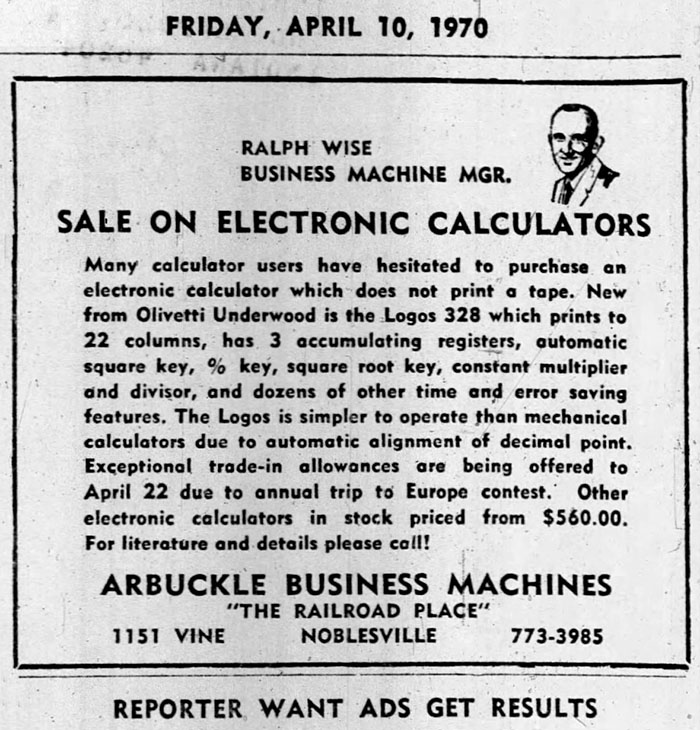 FRIDAY, APRIL 10, 1970
RALPH WISE
BUSINESS MACHINE MGR.
SALE ON ELECTRONIC CALCULATORS
Many calculator users have hesitated to purchase an
electronic calculator which does not print a tape. New
from Olivetti Underwood is the Logos 328 which prints to
22 columns, has 3 accumulating registers, automatic
square key, % key, square root key, constant multiplier
and divisor, and dozens of other time and error saving
features. The Logos is simpler to operate than mechanical
calculators due to automatic alignment of decimal point.
Exceptional trade-in allowances are being offered to
April 22 due to annual trip to Europe contest. Other
electronic calculators in stock priced from $560.00.
For literature and details please call!
ARBUCKLE BUSINESS MACHINES
"THE RAILROAD PLACE"
1151 VINE NOBLESVILLE 773-3985
REPORTER WANT ADS GET RESULTS